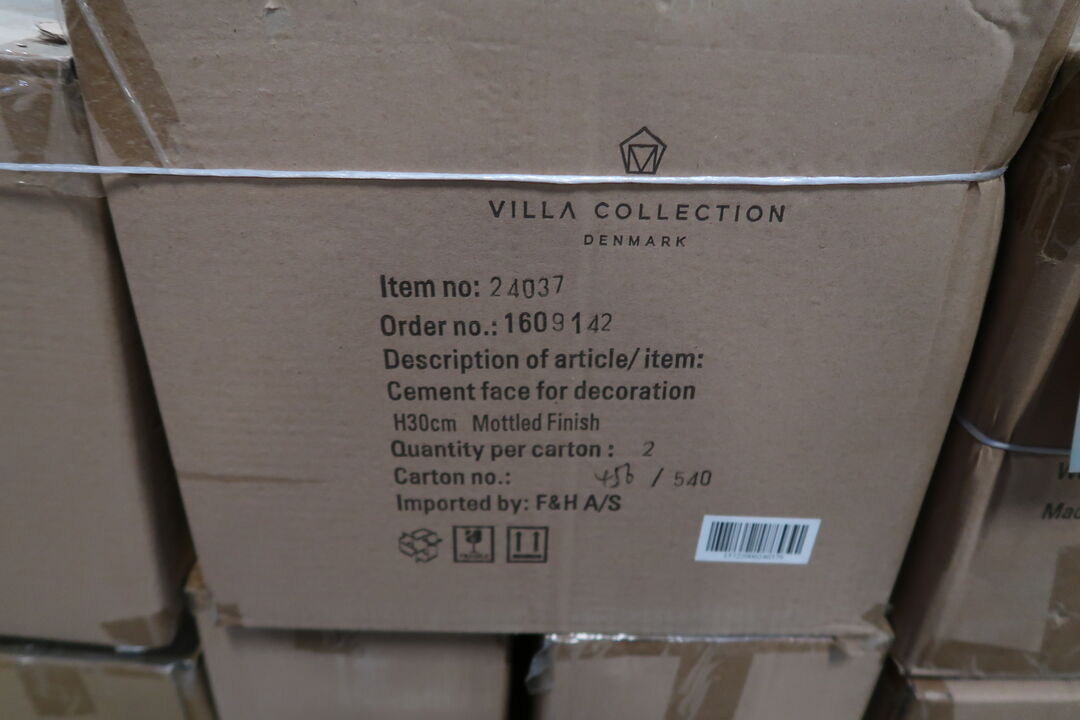 VILLA COLLECTION
DENMARK
Item no: 24037
Order no.: 1609142
Description of article/ item:
Cement face for decoration
H30cm Mottled Finish
Quantity per carton : 2
Carton no.: 456 / 540
Imported by: F&H A/S